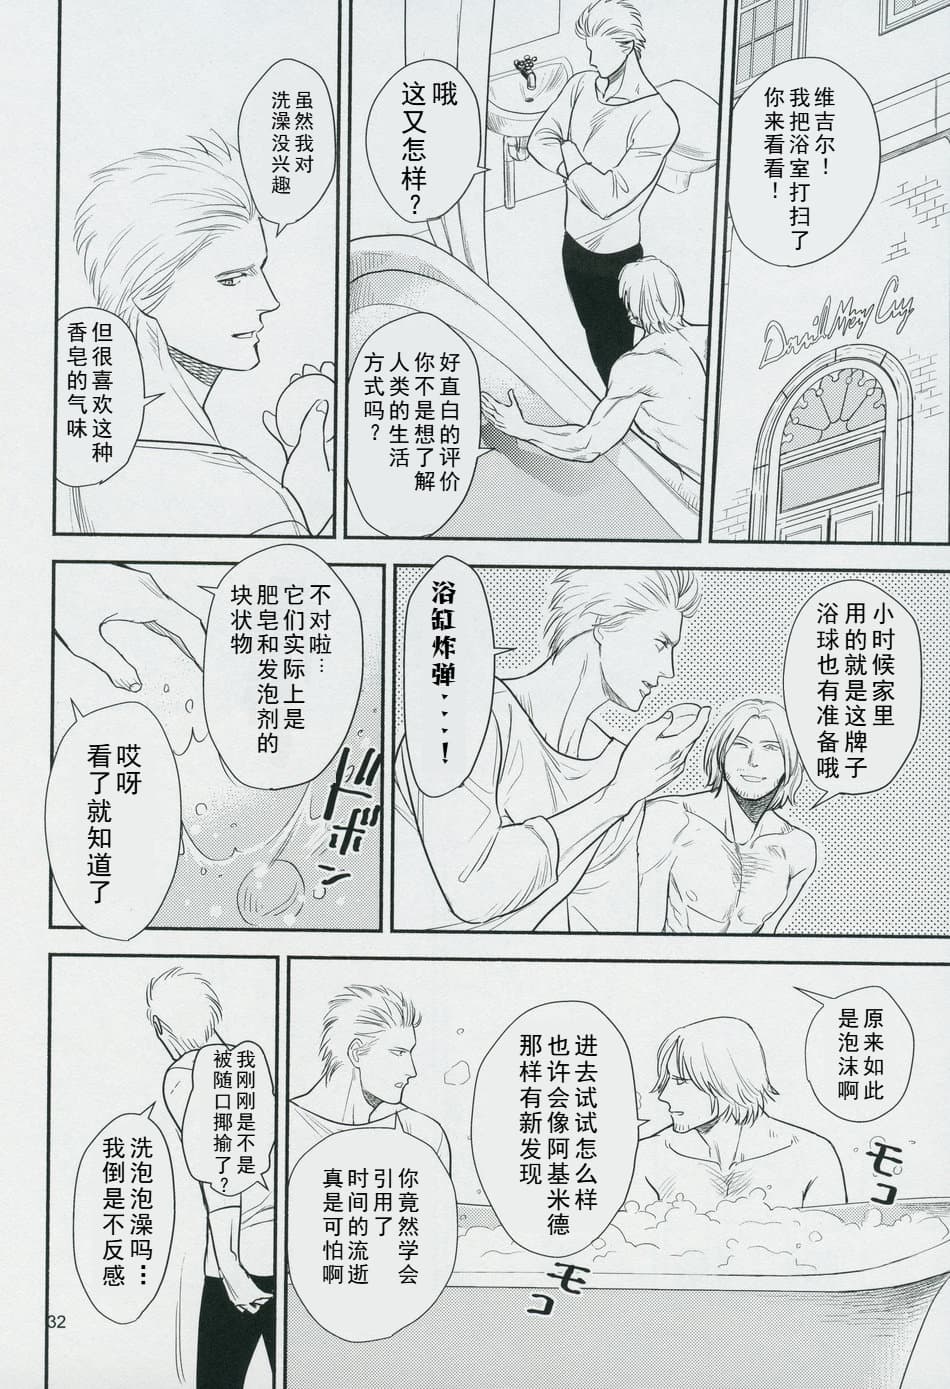 维吉尔！
我把浴室打扫了
你来看看！
Devil May Cry
哦
这又怎样？
好直白的评价
你不是想了解
人类的生活
方式吗？
虽然我对
洗澡没兴趣
但很喜欢这种
香皂的气味
小时候家里
用的就是这牌子
浴球也有准备哦
浴缸炸弹…！
不对啦…
它们实际上是
肥皂和发泡剂的
块状物
ドボン
哎呀
看了就知道了
原来如此
是泡沫啊
モコ
进去试试怎么样
也许会像阿基米德
那样有新发现
モコ
你竟然学会
引用了
时间的流逝
真是可怕啊
我刚刚是不是
被随口揶揄了？
洗泡泡澡吗…
我倒是不反感
32